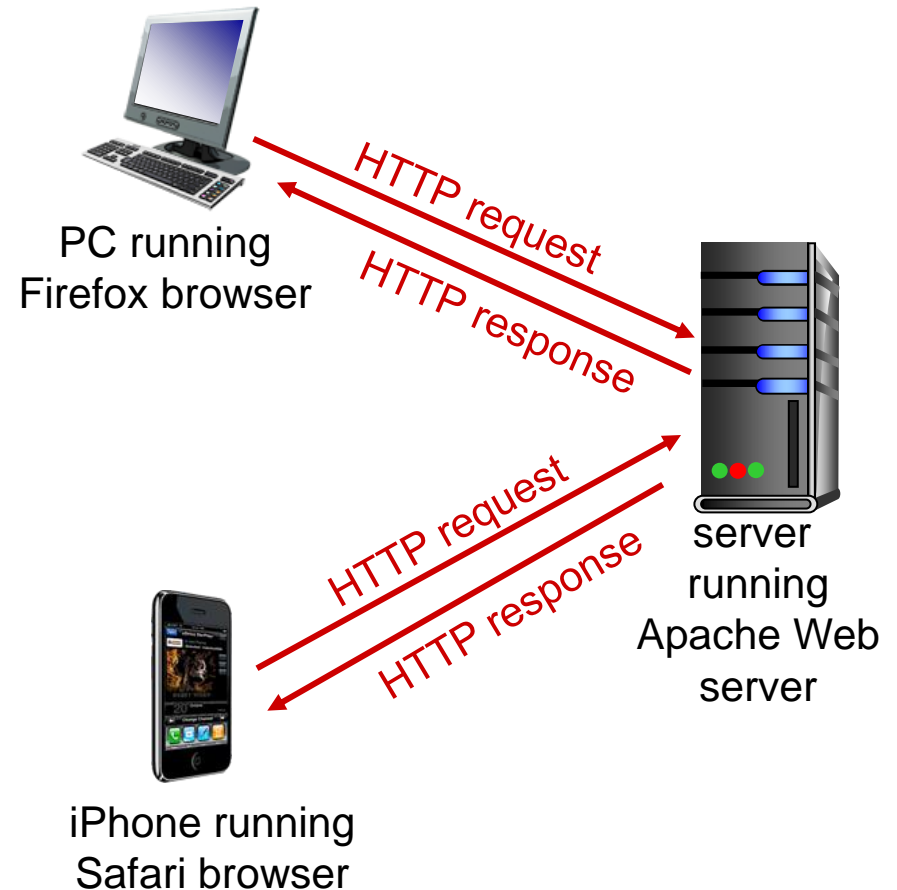 HTTP request
HTTP response
PC running
Firefox browser
HTTP request
HTTP response
server
running
Apache Web
server
iPhone running
Safari browser